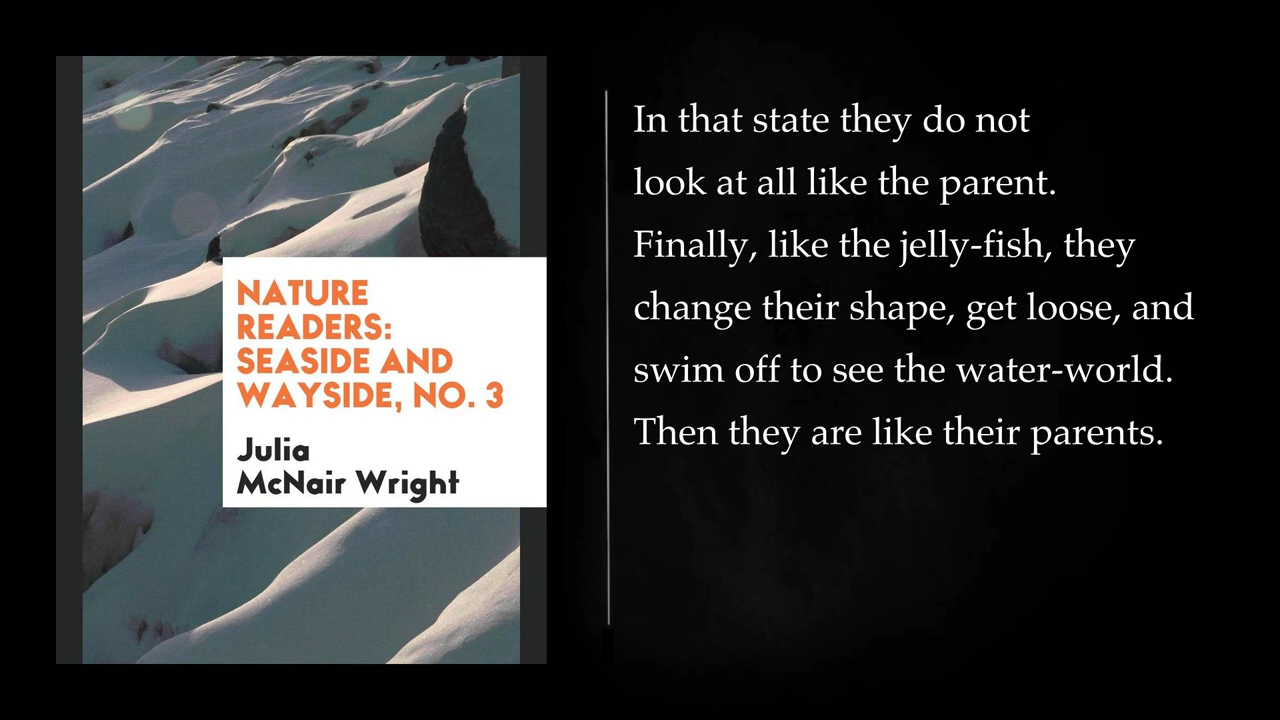 NATURE
READERS:
SEASIDE AND
WAYSIDE, NO. 3
Julia
McNair Wright
In that state they do not
look at all like the parent.
Finally, like the jelly-fish, they
change their shape, get loose, and
swim off to see the water-world.
Then they are like their parents.